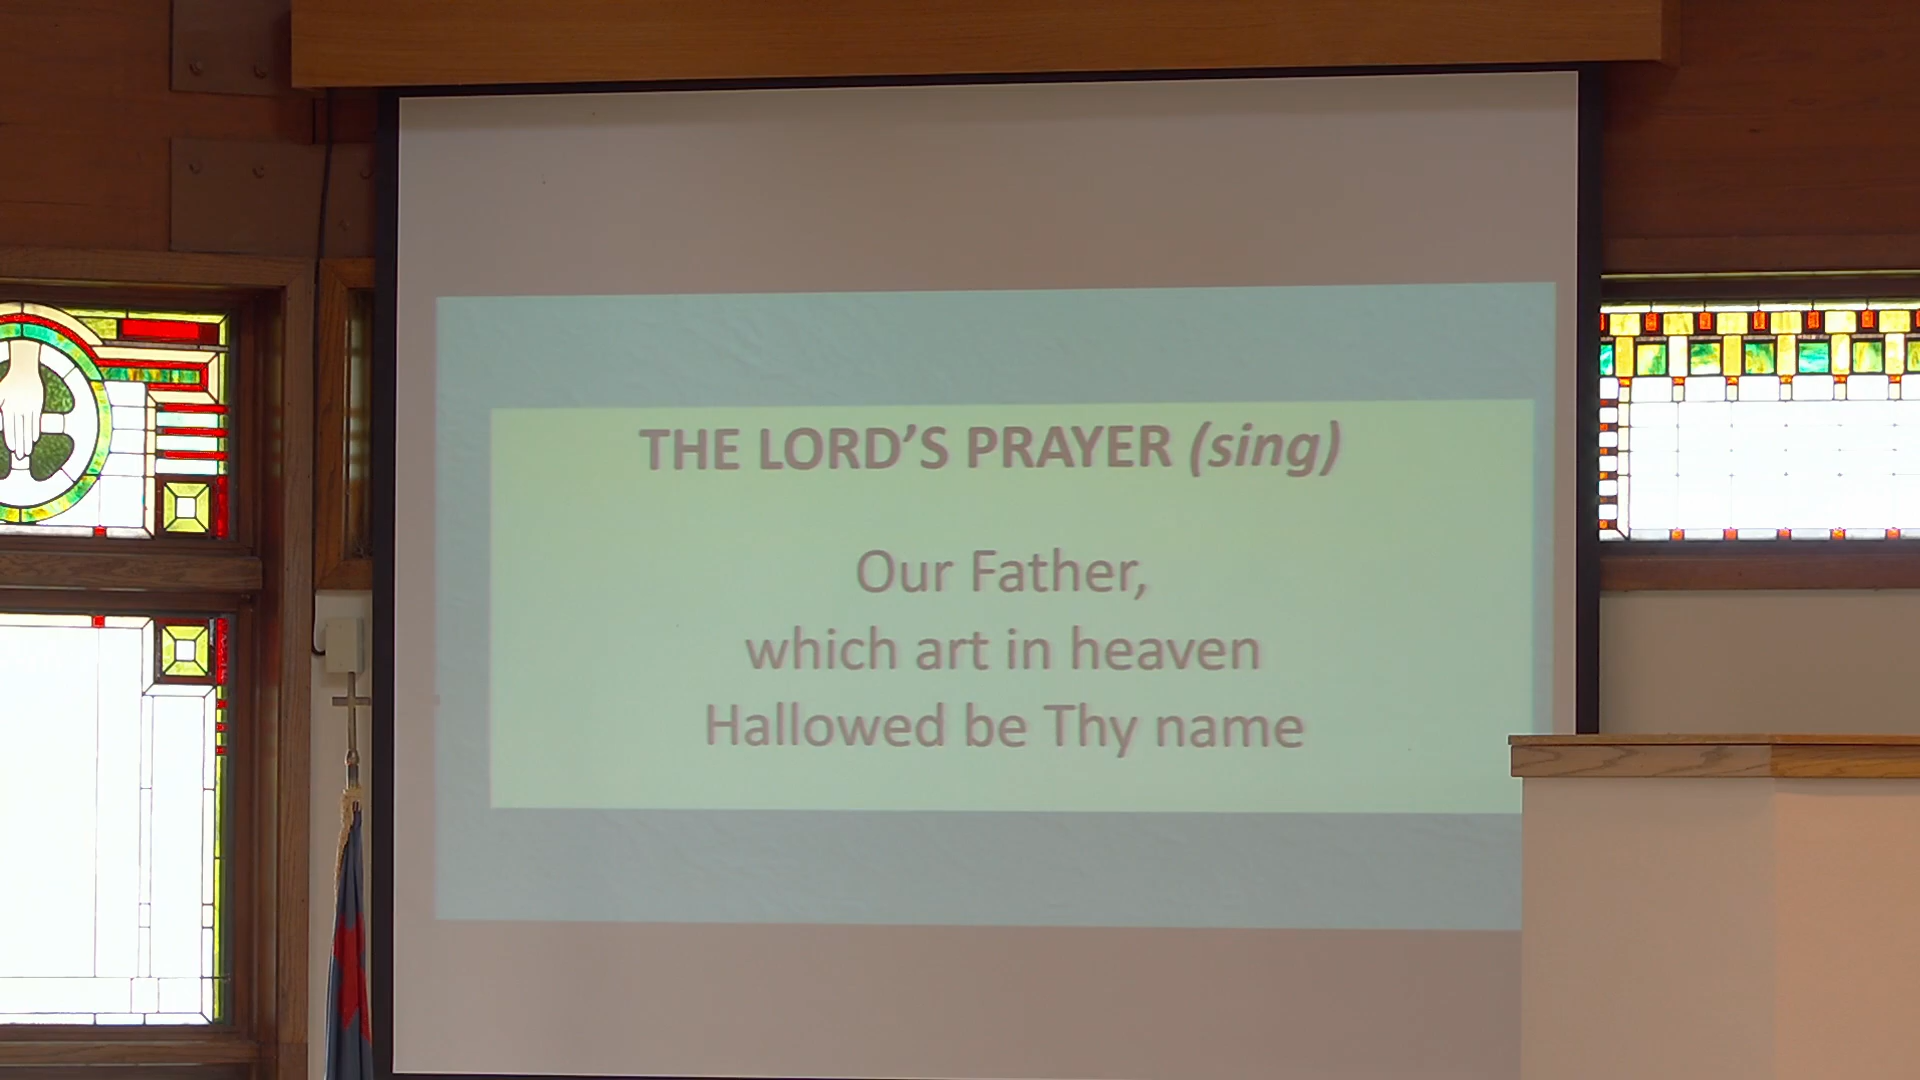 THE LORD’S PRAYER (sing)
Our Father,
which art in heaven
Hallowed be Thy name